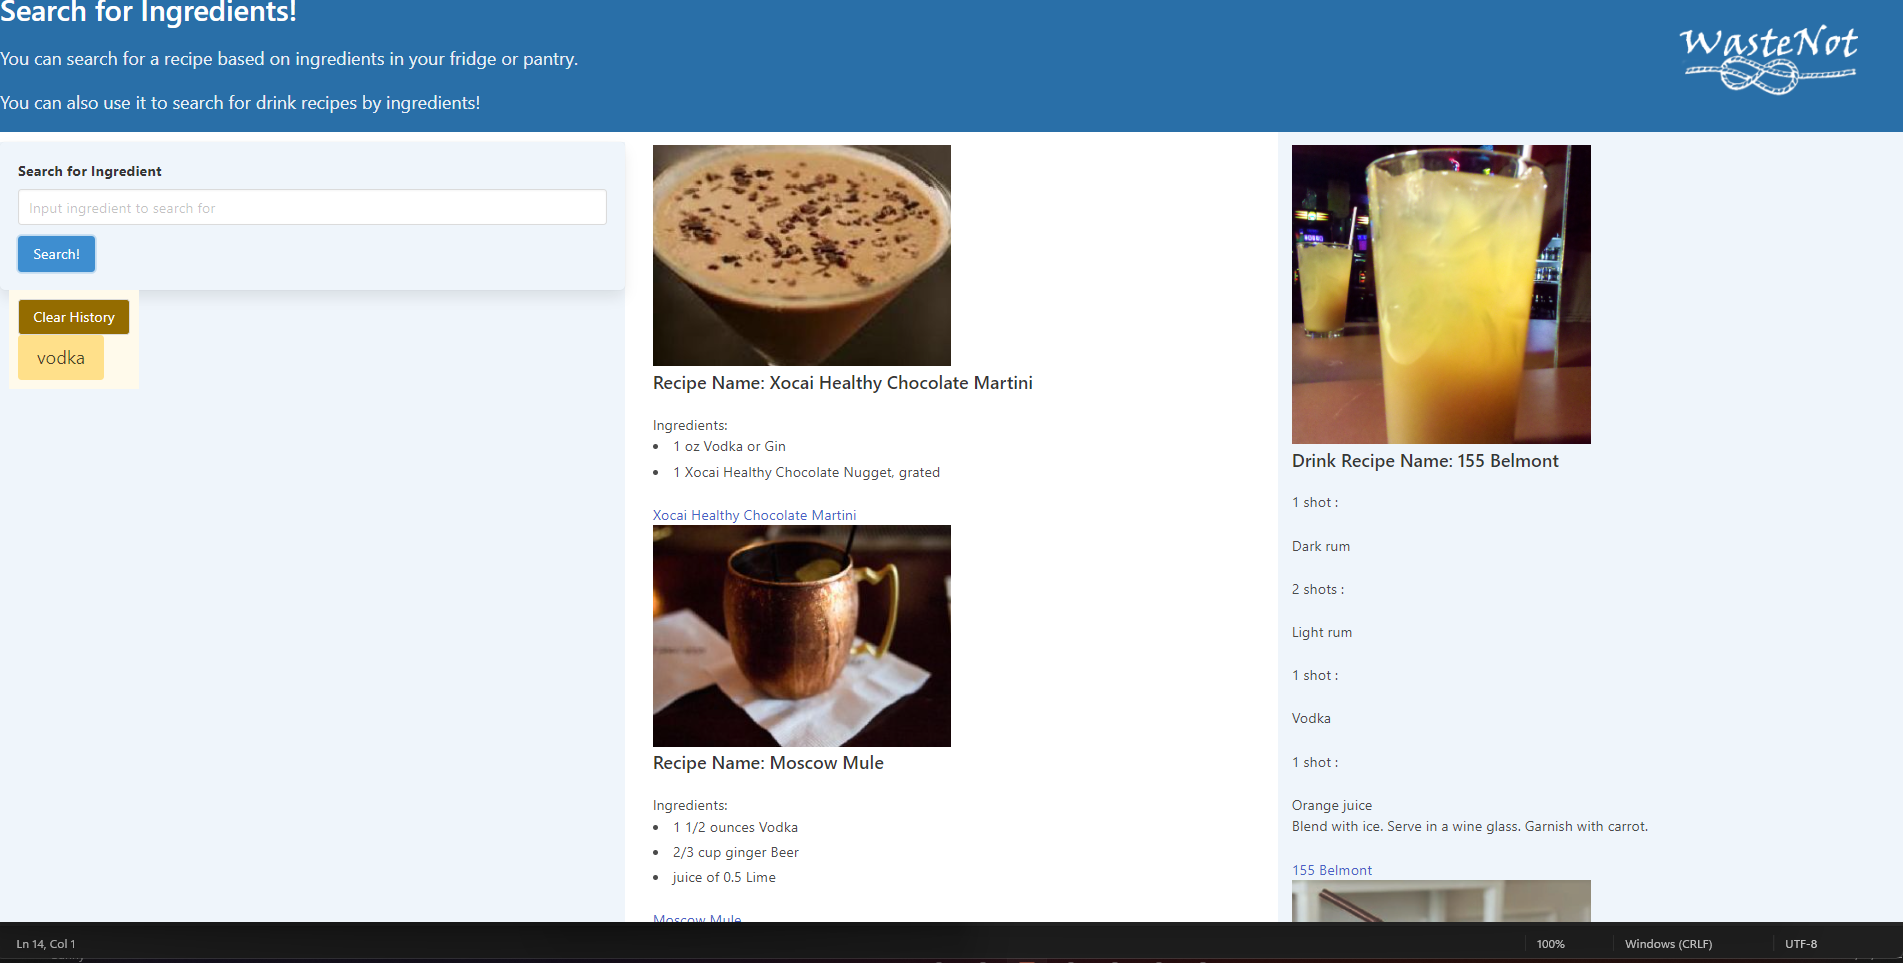 Search for Ingredients!
You can search for a recipe based on ingredients in your fridge or pantry.
You can also use it to search for drink recipes by ingredients!
WasteNot
Search for Ingredient
Input ingredient to search for
Search!
Clear History
vodka
Recipe Name: Xocai Healthy Chocolate Martini
Ingredients:
• 1 oz Vodka or Gin
• 1 Xocai Healthy Chocolate Nugget, grated
Xocai Healthy Chocolate Martini
Recipe Name: Moscow Mule
Ingredients:
• 1 1/2 ounces Vodka
• 2/3 cup ginger Beer
• juice of 0.5 Lime
Moscow Mule
Drink Recipe Name: 155 Belmont
1 shot :
Dark rum
2 shots :
Light rum
1 shot :
Vodka
1 shot :
Orange juice
Blend with ice. Serve in a wine glass. Garnish with carrot.
155 Belmont
Ln 14, Col 1
100%
Windows (CRLF)
UTF-8